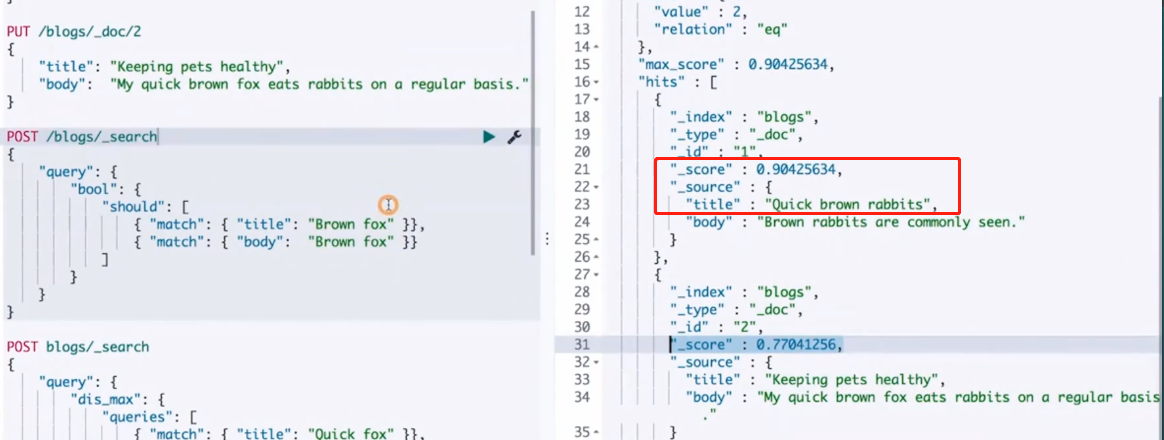 PUT /blogs/_doc/2
{
"title": "Keeping pets healthy",
"body": "My quick brown fox eats rabbits on a regular basis."
}
POST /blogs/_search
{
"query": {
"bool": {
"should": [
{ "match": { "title": "Brown fox" }},
{ "match": { "body": "Brown fox" }}
]
}
}
}
POST blogs/_search
{
"query": {
"dis_max": {
"queries": [
{ "match": { "title": "Quick fox" }},
12 "value" : 2,
13 "relation" : "eq"
14 },
15 "max_score" : 0.90425634,
16 "hits" : [
17 {
18 "_index" : "blogs",
19 "_type" : "_doc",
20 "_id" : "1",
21 "_score" : 0.90425634,
22 "_source" : {
23 "title" : "Quick brown rabbits",
24 "body" : "Brown rabbits are commonly seen."
25 }
26 },
27 {
28 "_index" : "blogs",
29 "_type" : "_doc",
30 "_id" : "2",
31 "_score" : 0.77041256,
32 "_source" : {
33 "title" : "Keeping pets healthy",
34 "body" : "My quick brown fox eats rabbits on a regular basis
."
35 }